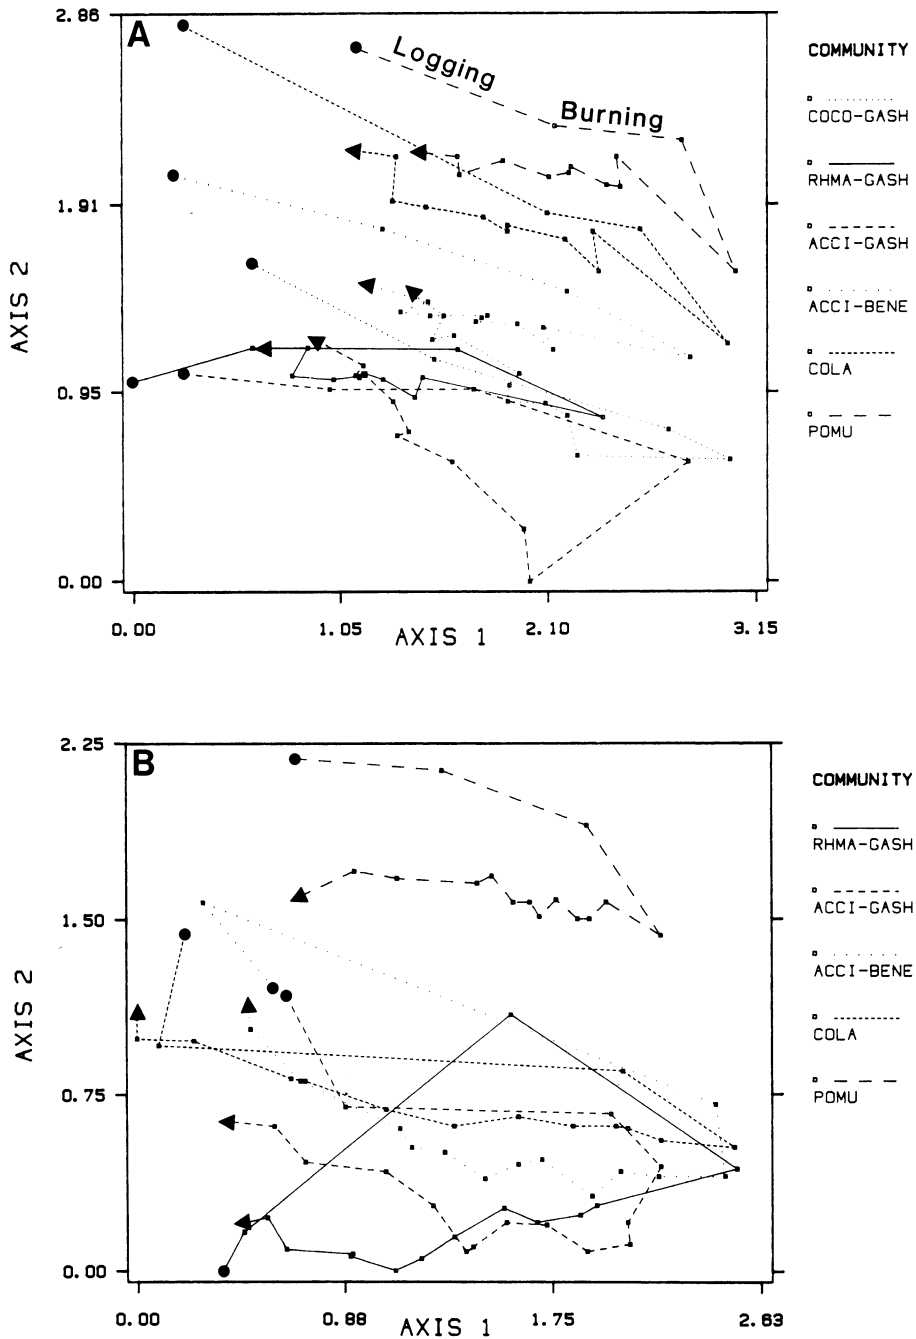 2.86
A
Logging
Burning
1.91
0.95
0.00
AXIS 2
0.00 1.05 2.10 3.15
AXIS 1
COMMUNITY
COCO-GASH
RHMA-GASH
ACCI-GASH
ACCI-BENE
COLA
POMU
2.25
B
1.50
0.75
0.00
AXIS 2
0.00 0.88 1.75 2.63
AXIS 1
COMMUNITY
RHMA-GASH
ACCI-GASH
ACCI-BENE
COLA
POMU